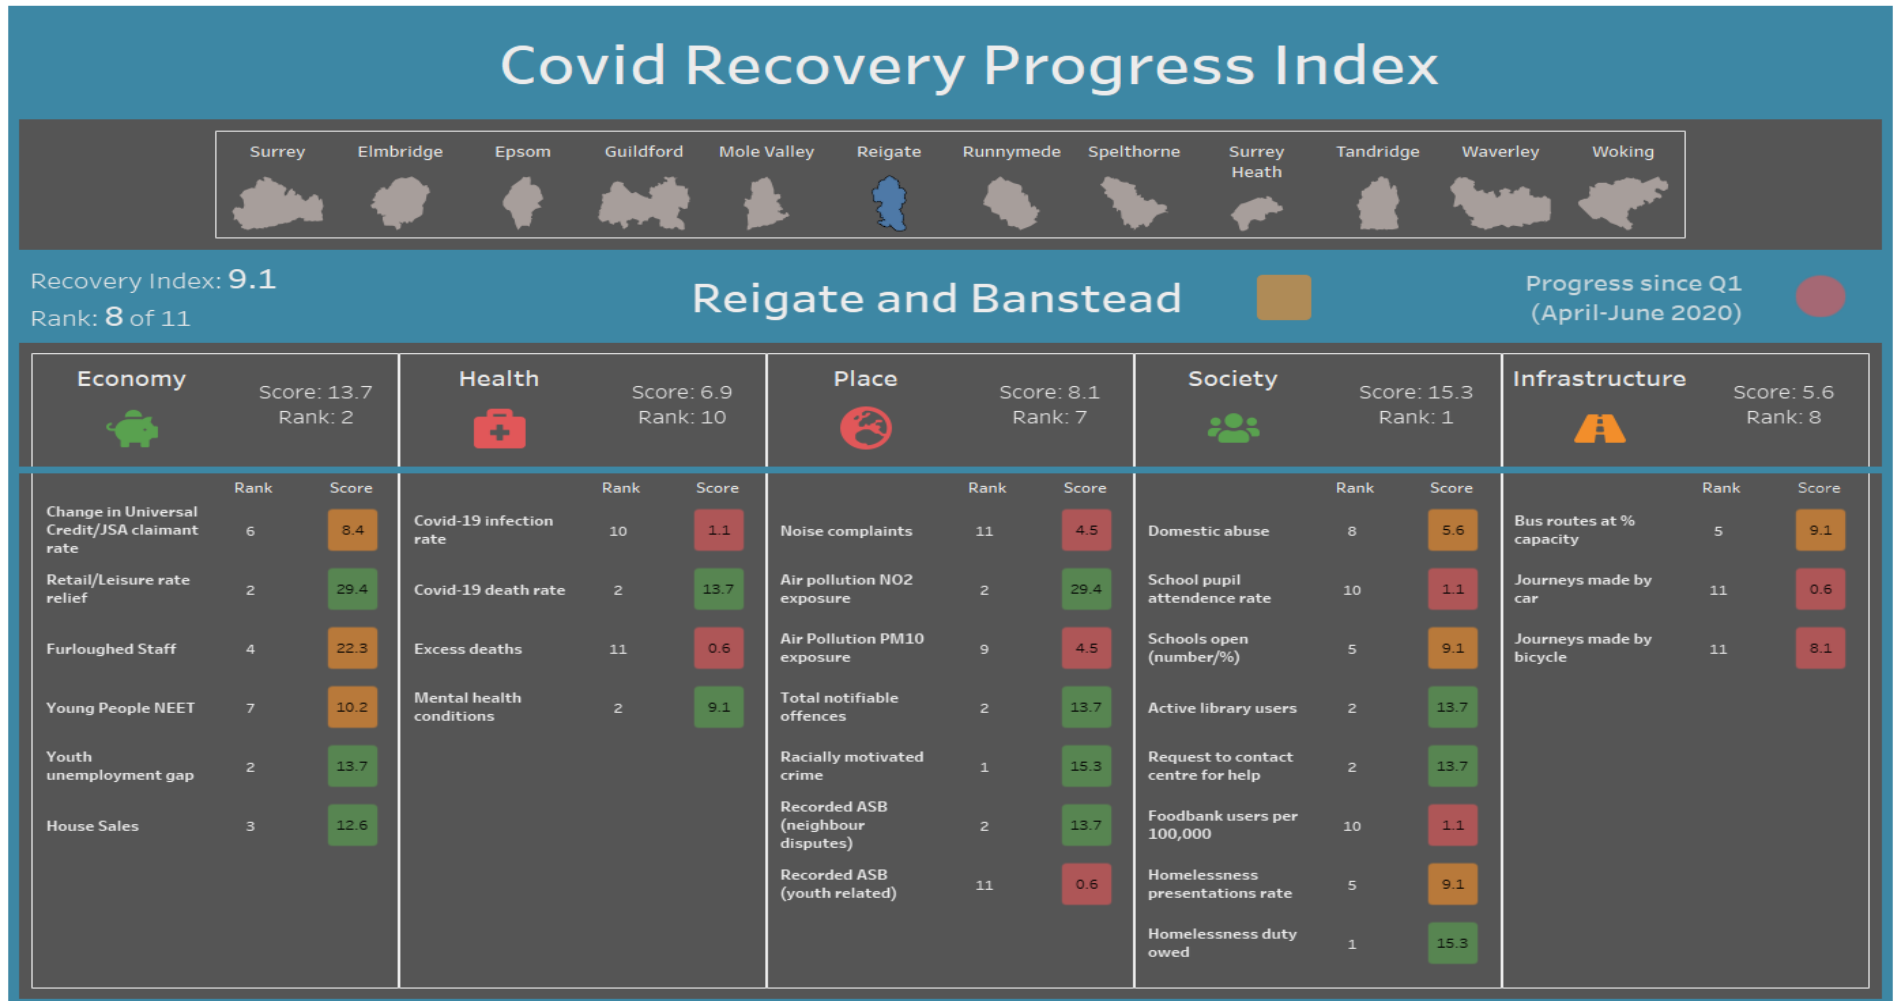 Covid Recovery Progress Index
Surrey
Elmbridge
Epsom
Guildford
Mole Valley
Reigate
Runnymede
Spelthorne
Surrey
Heath
Tandridge
Waverley
Woking
Recovery Index: 9.1
Rank: 8 of 11
Reigate and Banstead
Progress since Q1
(April-June 2020)
Economy
Score: 13.7
Rank: 2
Rank Score
Change in Universal
Credit/JSA claimant
rate
6 8.4
Retail/Leisure rate
relief
2 29.4
Furloughed Staff 4 22.3
Young People NEET 7 10.2
Youth
unemployment gap
2 13.7
House Sales 3 12.6
Health
Score: 6.9
Rank: 10
Rank Score
Covid-19 infection
rate
10 1.1
Covid-19 death rate 2 13.7
Excess deaths 11 0.6
Mental health
conditions
2 9.1
Place
Score: 8.1
Rank: 7
Rank Score
Noise complaints 11 4.5
Air pollution NO2
exposure
2 29.4
Air Pollution PM10
exposure
9 4.5
Total notifiable
offences
2 13.7
Racially motivated
crime
1 15.3
Recorded ASB
(neighbour
disputes)
2 13.7
Recorded ASB
(youth related)
11 0.6
Society
Score: 15.3
Rank: 1
Rank Score
Domestic abuse 8 5.6
School pupil
attendence rate
10 1.1
Schools open
(number/%)
5 9.1
Active library users 2 13.7
Request to contact
centre for help
2 13.7
Foodbank users per
100,000
10 1.1
Homelessness
presentations rate
5 9.1
Homelessness duty
owed
1 15.3
Infrastructure
Score: 5.6
Rank: 8
Rank Score
Bus routes at %
capacity
5 9.1
Journeys made by
car
11 0.6
Journeys made by
bicycle
11 8.1